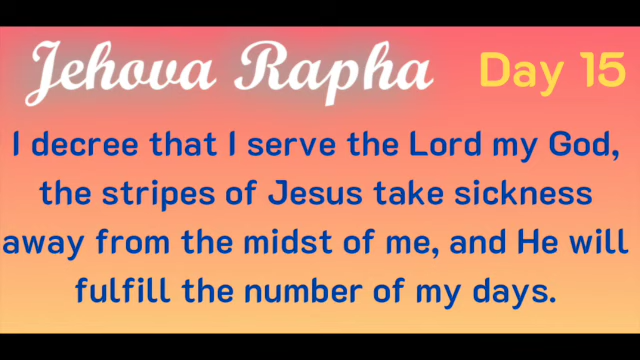 Jehova Rapha Day 15
I decree that I serve the Lord my God,
the stripes of Jesus take sickness
away from the midst of me, and He will
fulfill the number of my days.